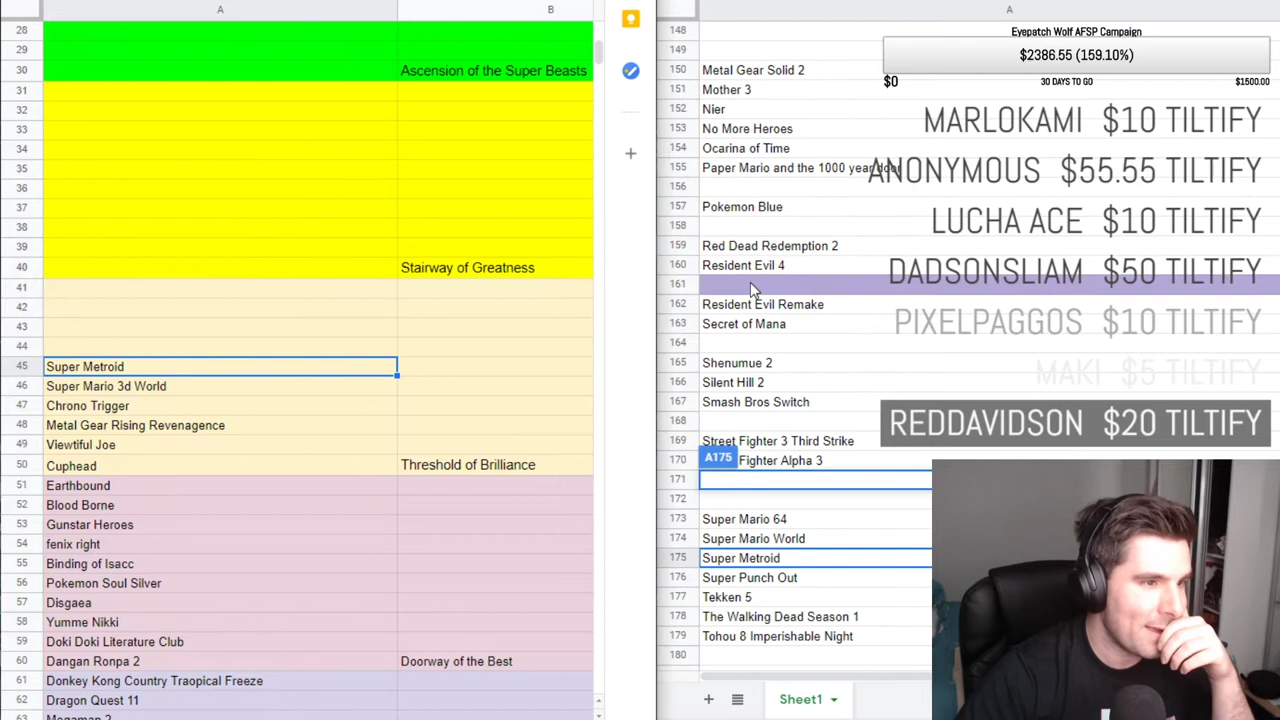 A
B
28
29
30 Ascension of the Super Beasts
31
32
33
34
35
36
37
38
39
40 Stairway of Greatness
41
42
43
44
45 Super Metroid
46 Super Mario 3d World
47 Chrono Trigger
48 Metal Gear Rising Revenagence
49 Viewtiful Joe
50 Cuphead Threshold of Brilliance
51 Earthbound
52 Blood Borne
53 Gunstar Heroes
54 fenix right
55 Binding of Isacc
56 Pokemon Soul Silver
57 Disgaea
58 Yumme Nikki
59 Doki Doki Literature Club
60 Dangan Ronpa 2 Doorway of the Best
61 Donkey Kong Country Traopical Freeze
62 Dragon Quest 11
63 Megaman 2
A
148
149
150 Metal Gear Solid 2
151 Mother 3
152 Nier
153 No More Heroes
154 Ocarina of Time
155 Paper Mario and the 1000 year door
156
157 Pokemon Blue
158
159 Red Dead Redemption 2
160 Resident Evil 4
161
162 Resident Evil Remake
163 Secret of Mana
164
165 Shenumue 2
166 Silent Hill 2
167 Smash Bros Switch
168
169 Street Fighter 3 Third Strike
170 Fighter Alpha 3
A175
171
172
173 Super Mario 64
174 Super Mario World
175 Super Metroid
176 Super Punch Out
177 Tekken 5
178 The Walking Dead Season 1
179 Tohou 8 Imperishable Night
180
Sheet1
Eyepatch Wolf AFSP Campaign
$2386.55 (159.10%)
$0 30 DAYS TO GO $1500.00
MARLOKAMI $10 TILTIFY
ANONYMOUS $55.55 TILTIFY
LUCHA ACE $10 TILTIFY
DADSONSLIAM $50 TILTIFY
PIXELPAGGOS $10 TILTIFY
MAKI $5 TILTIFY
REDDAVIDSON $20 TILTIFY